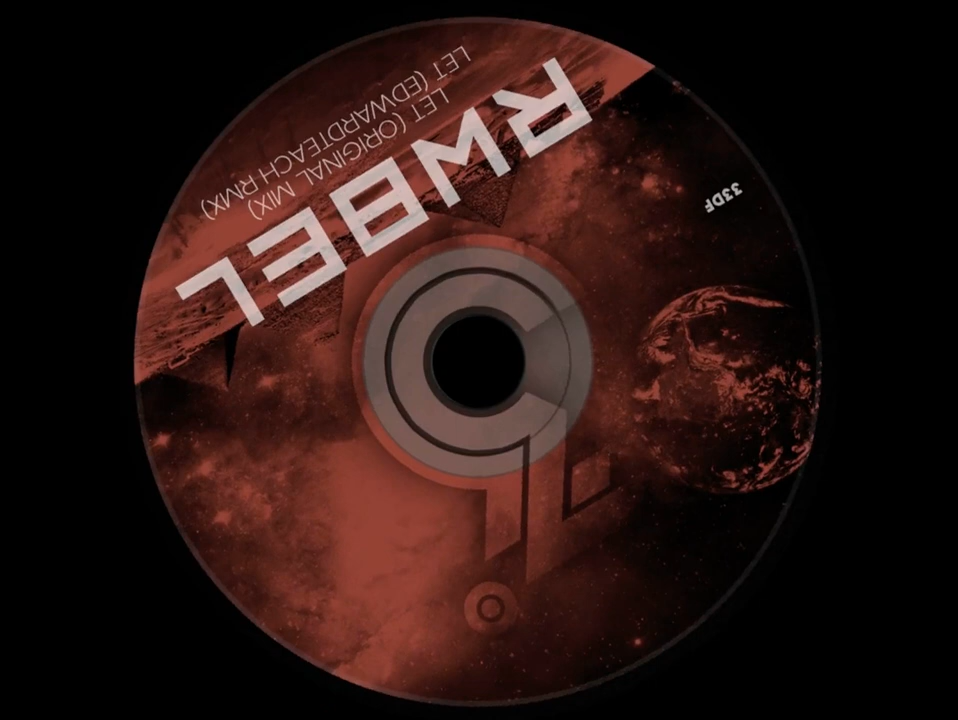 33DF
RWBEL
LET (ORIGINAL MIX)
LET (EDWARDTEACH RMX)